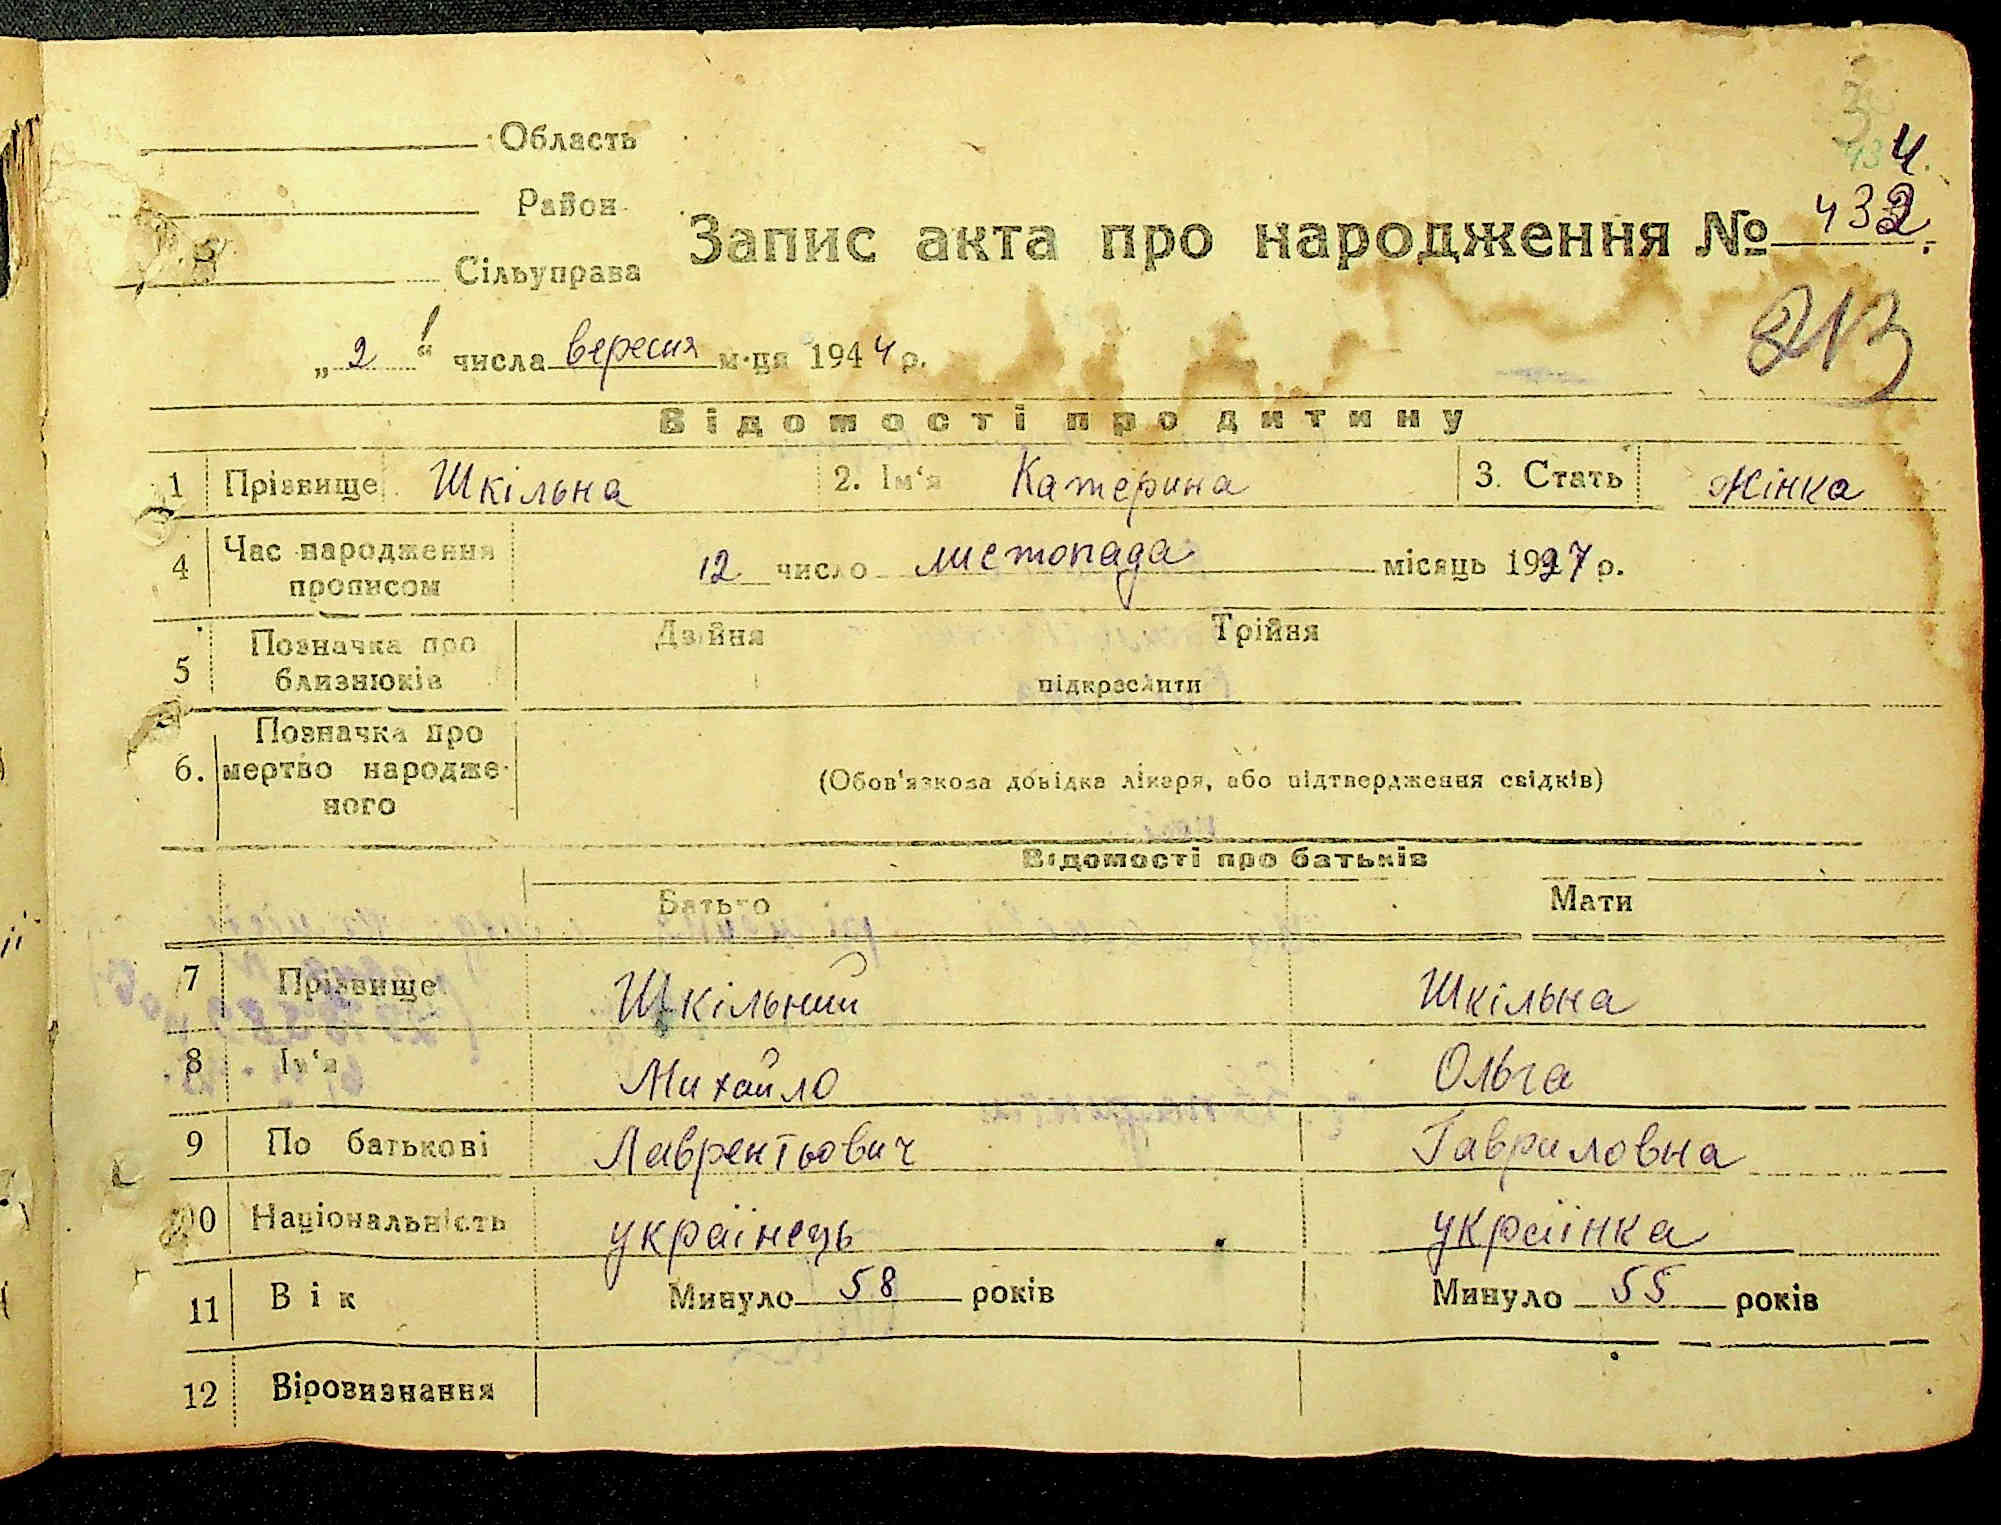 Область
Район
Сільуправа
Запис акта про народження № 432.
4.
213
„ 2 “ числа вересня м-ця 1944 р.
Відомості про дитину
1 Прізвище Шкільна 2. Ім‘я Катерина 3. Стать жінка
4 Час народження прописом 12 число листопада місяць 1927 р.
5 Позначка про близнюків Двійня Трійня
підкреслити
6. Позначка про мертво народже-
ного
(Обов'язкова довідка лікаря, або підтвердження свідків)
Відомості про батьків
Батько Мати
7 Прізвище Шкільний Шкільна
8 Ім‘я Михайло Ольга
9 По батькові Лаврентьович Гавриловна
10 Національність українець українка
11 Вік Минуло 58 років Минуло 55 років
12 Віровизнання